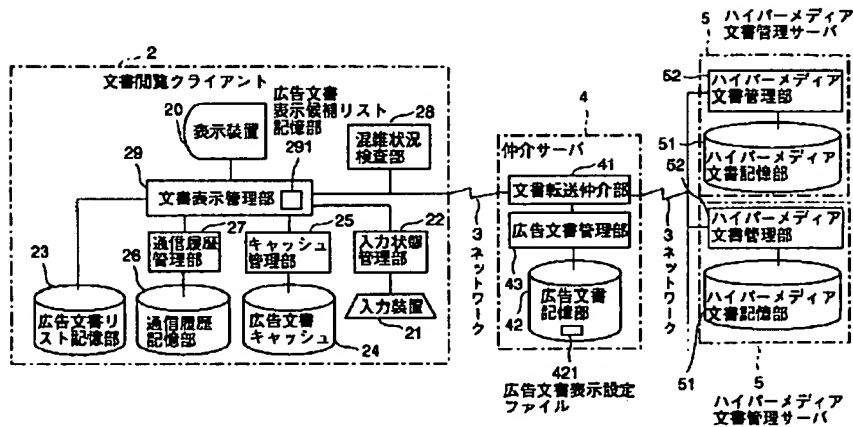 2
文書閲覧クライアント
20
表示装置
広告文書
表示候補リスト
記憶部
28
混雑状況
検査部
291
29
文書表示管理部
27
通信履歴
管理部
25
キャッシュ
管理部
22
入力状態
管理部
23
広告文書リ
スト記憶部
26
通信履歴
記憶部
広告文書
キャッシュ
24
入力装置
21
3
ネットワーク
4
仲介サーバ
41
文書転送仲介部
広告文書管理部
43
42
広告文書
記憶部
421
広告文書表示設定
ファイル
3
ネットワーク
5
ハイパーメディア
文書管理サーバ
52
ハイパーメディア
文書管理部
51
ハイパーメディア
文書記憶部
52
ハイパーメディア
文書管理部
ハイパーメディア
文書記憶部
51
5
ハイパーメディア
文書管理サーバ